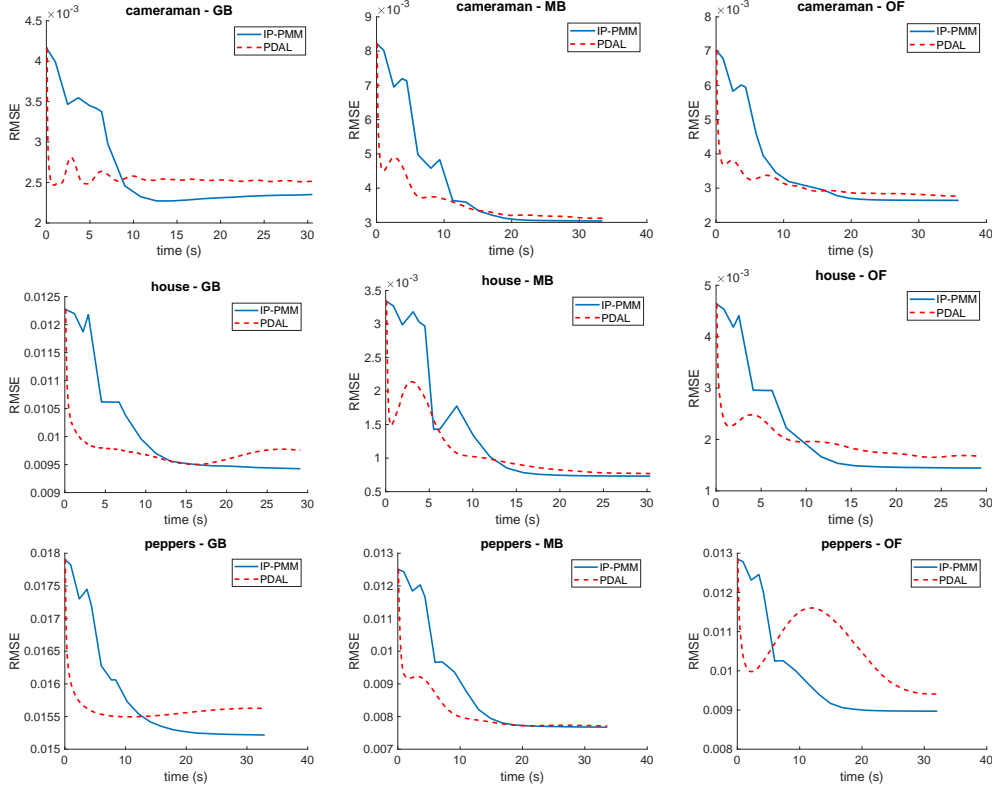 cameraman - GB
×10-3
4.5
4
3.5
3
2.5
2
RMSE
0 5 10 15 20 25 30
time (s)
IP-PMM
PDAL
cameraman - MB
×10-3
9
8
7
6
5
4
3
RMSE
0 10 20 30 40
time (s)
IP-PMM
PDAL
cameraman - OF
×10-3
8
7
6
5
4
3
2
RMSE
0 10 20 30 40
time (s)
IP-PMM
PDAL
house - GB
0.0125
0.012
0.0115
0.011
0.0105
0.01
0.0095
0.009
RMSE
0 5 10 15 20 25 30
time (s)
IP-PMM
PDAL
house - MB
×10-3
3.5
3
2.5
2
1.5
1
0.5
RMSE
0 5 10 15 20 25 30
time (s)
IP-PMM
PDAL
house - OF
×10-3
5
4
3
2
1
RMSE
0 5 10 15 20 25 30
time (s)
IP-PMM
PDAL
peppers - GB
0.018
0.0175
0.017
0.0165
0.016
0.0155
0.015
RMSE
0 10 20 30 40
time (s)
IP-PMM
PDAL
peppers - MB
0.013
0.012
0.011
0.01
0.009
0.008
0.007
RMSE
0 10 20 30 40
time (s)
IP-PMM
PDAL
peppers - OF
0.013
0.012
0.011
0.01
0.009
0.008
RMSE
0 10 20 30 40
time (s)
IP-PMM
PDAL